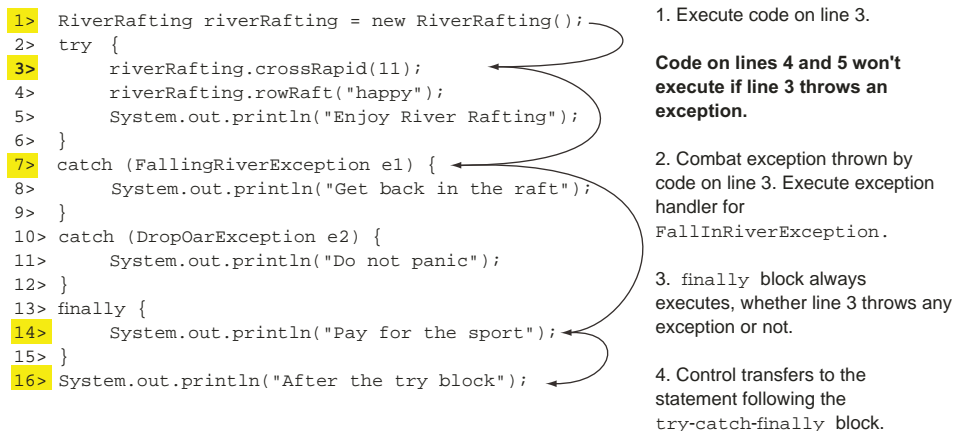 1> RiverRafting riverRafting = new RiverRafting();
2> try {
3> riverRafting.crossRapid(11);
4> riverRafting.rowRaft("happy");
5> System.out.println("Enjoy River Rafting");
6> }
7> catch (FallingRiverException e1) {
8> System.out.println("Get back in the raft");
9> }
10> catch (DropOarException e2) {
11> System.out.println("Do not panic");
12> }
13> finally {
14> System.out.println("Pay for the sport");
15> }
16> System.out.println("After the try block");
1. Execute code on line 3.
Code on lines 4 and 5 won't
execute if line 3 throws an
exception.
2. Combat exception thrown by
code on line 3. Execute exception
handler for
FallInRiverException.
3. finally block always
executes, whether line 3 throws any
exception or not.
4. Control transfers to the
statement following the
try-catch-finally block.